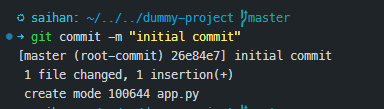 saihan: ~/../../dummy-project master
→ git commit -m "initial commit"
[master (root-commit) 26e84e7] initial commit
1 file changed, 1 insertion(+)
create mode 100644 app.py